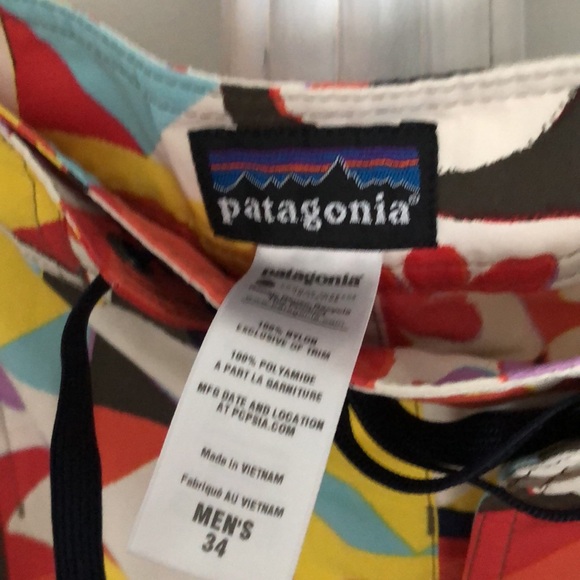 patagonia®
patagonia®
100% NYLON
EXCLUSIVE OF TRIM
100% POLYAMIDE
A PART LA GARNITURE
MFG DATE AND LOCATION
AT PCPSIA.COM
Made in VIETNAM
Fabriqué AU VIETNAM
MEN'S
34